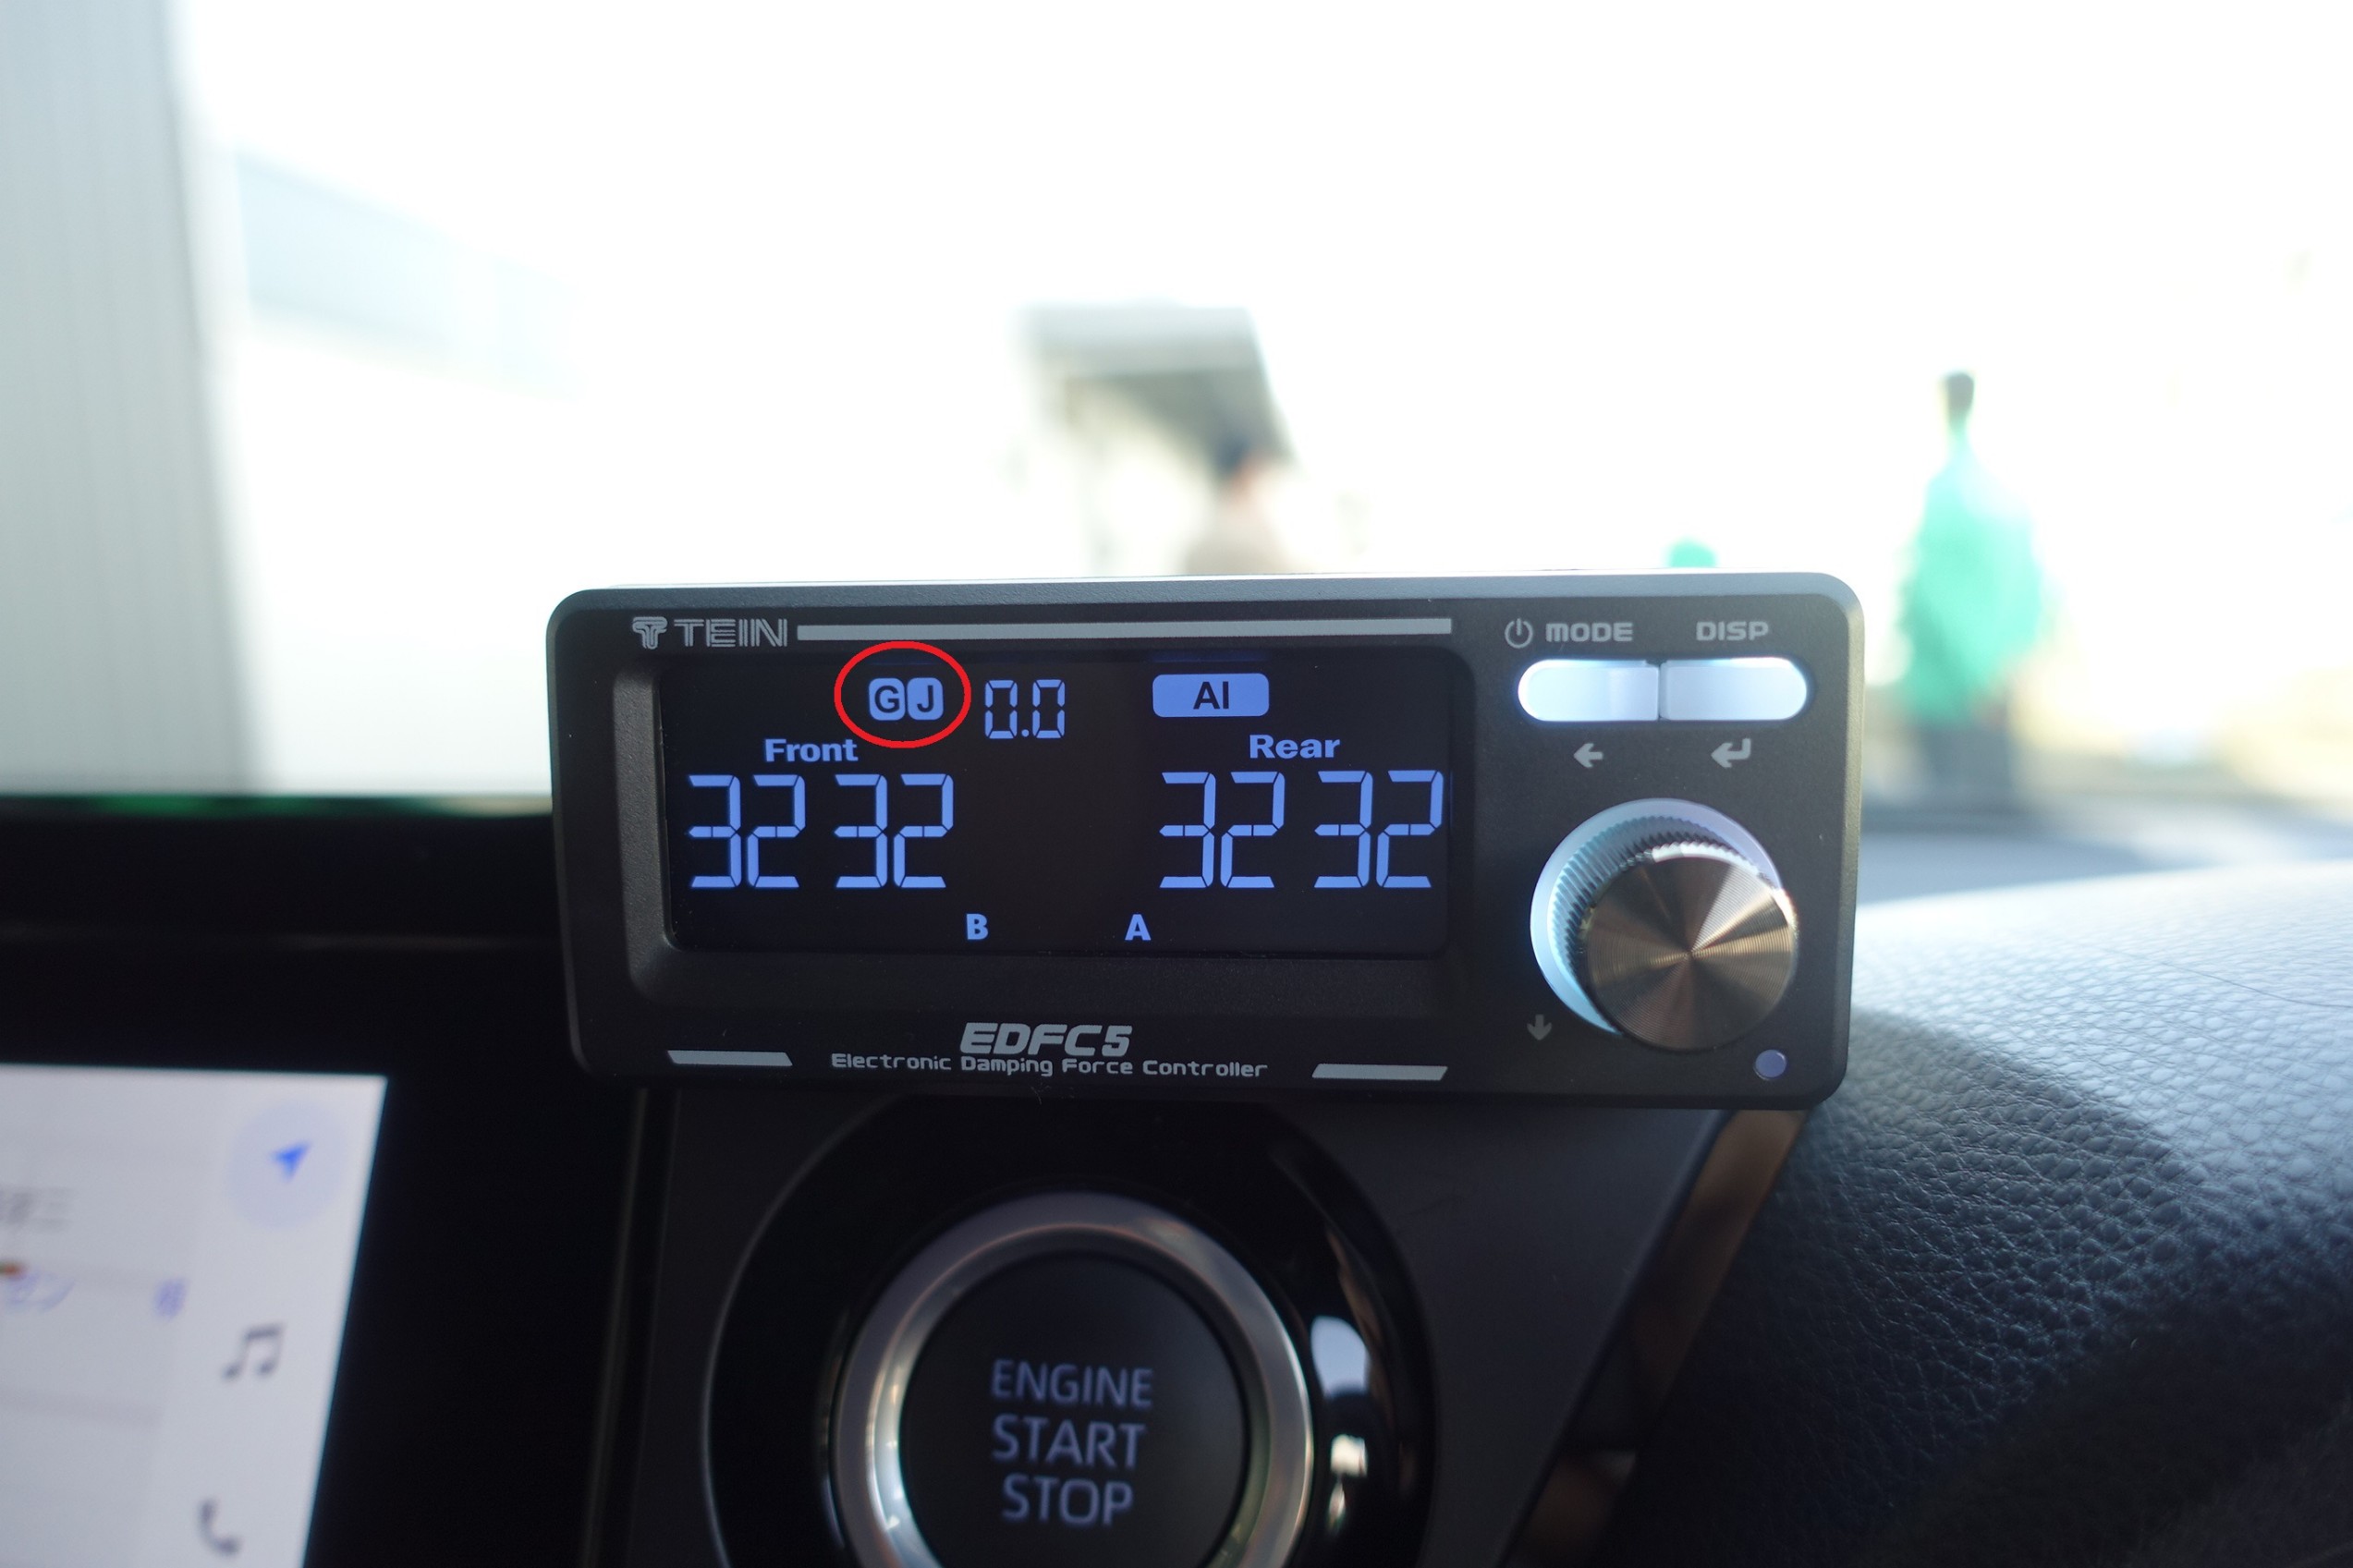 TEIN
MODE DISP
GJ 0.0 AI
Front Rear
32 32 32 32
B A
EDFC5
Electronic Damping Force Controller
ENGINE
START
STOP